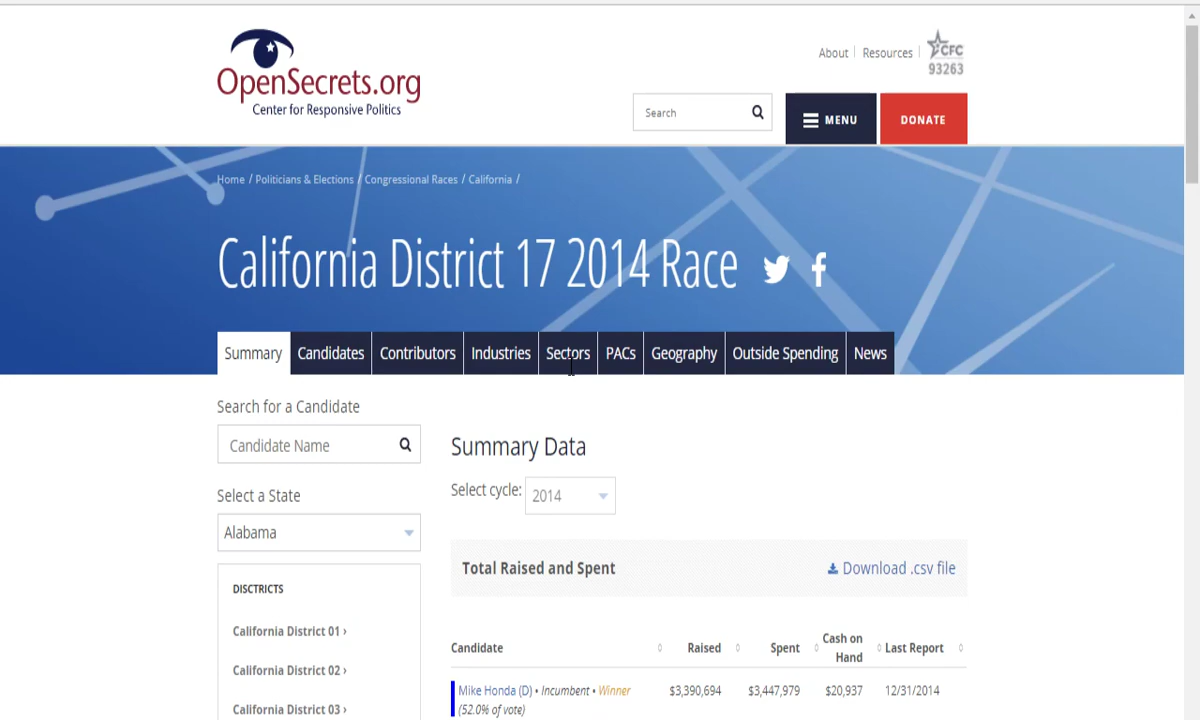 OpenSecrets.org
Center for Responsive Politics
About
Resources
CFC
93263
Search
MENU
DONATE
Home / Politicians & Elections / Congressional Races / California /
California District 17 2014 Race
Summary
Candidates
Contributors
Industries
Sectors
PACs
Geography
Outside Spending
News
Search for a Candidate
Candidate Name
Select a State
Alabama
DISCTRICTS
California District 01 ›
California District 02 ›
California District 03 ›
Summary Data
Select cycle: 2014
Total Raised and Spent
Download .csv file
Candidate
Raised
Spent
Cash on
Hand
Last Report
Mike Honda (D) • Incumbent • Winner
(52.0% of vote)
$3,390,694
$3,447,979
$20,937
12/31/2014